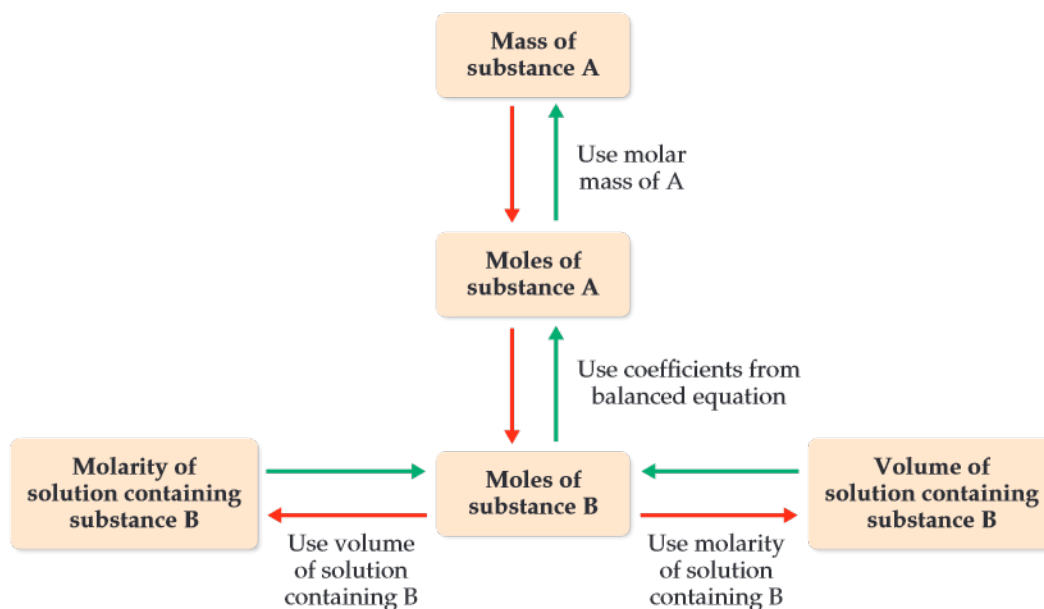 Mass of
substance A
Use molar
mass of A
Moles of
substance A
Use coefficients from
balanced equation
Molarity of
solution containing
substance B
Moles of
substance B
Volume of
solution containing
substance B
Use volume
of solution
containing B
Use molarity
of solution
containing B